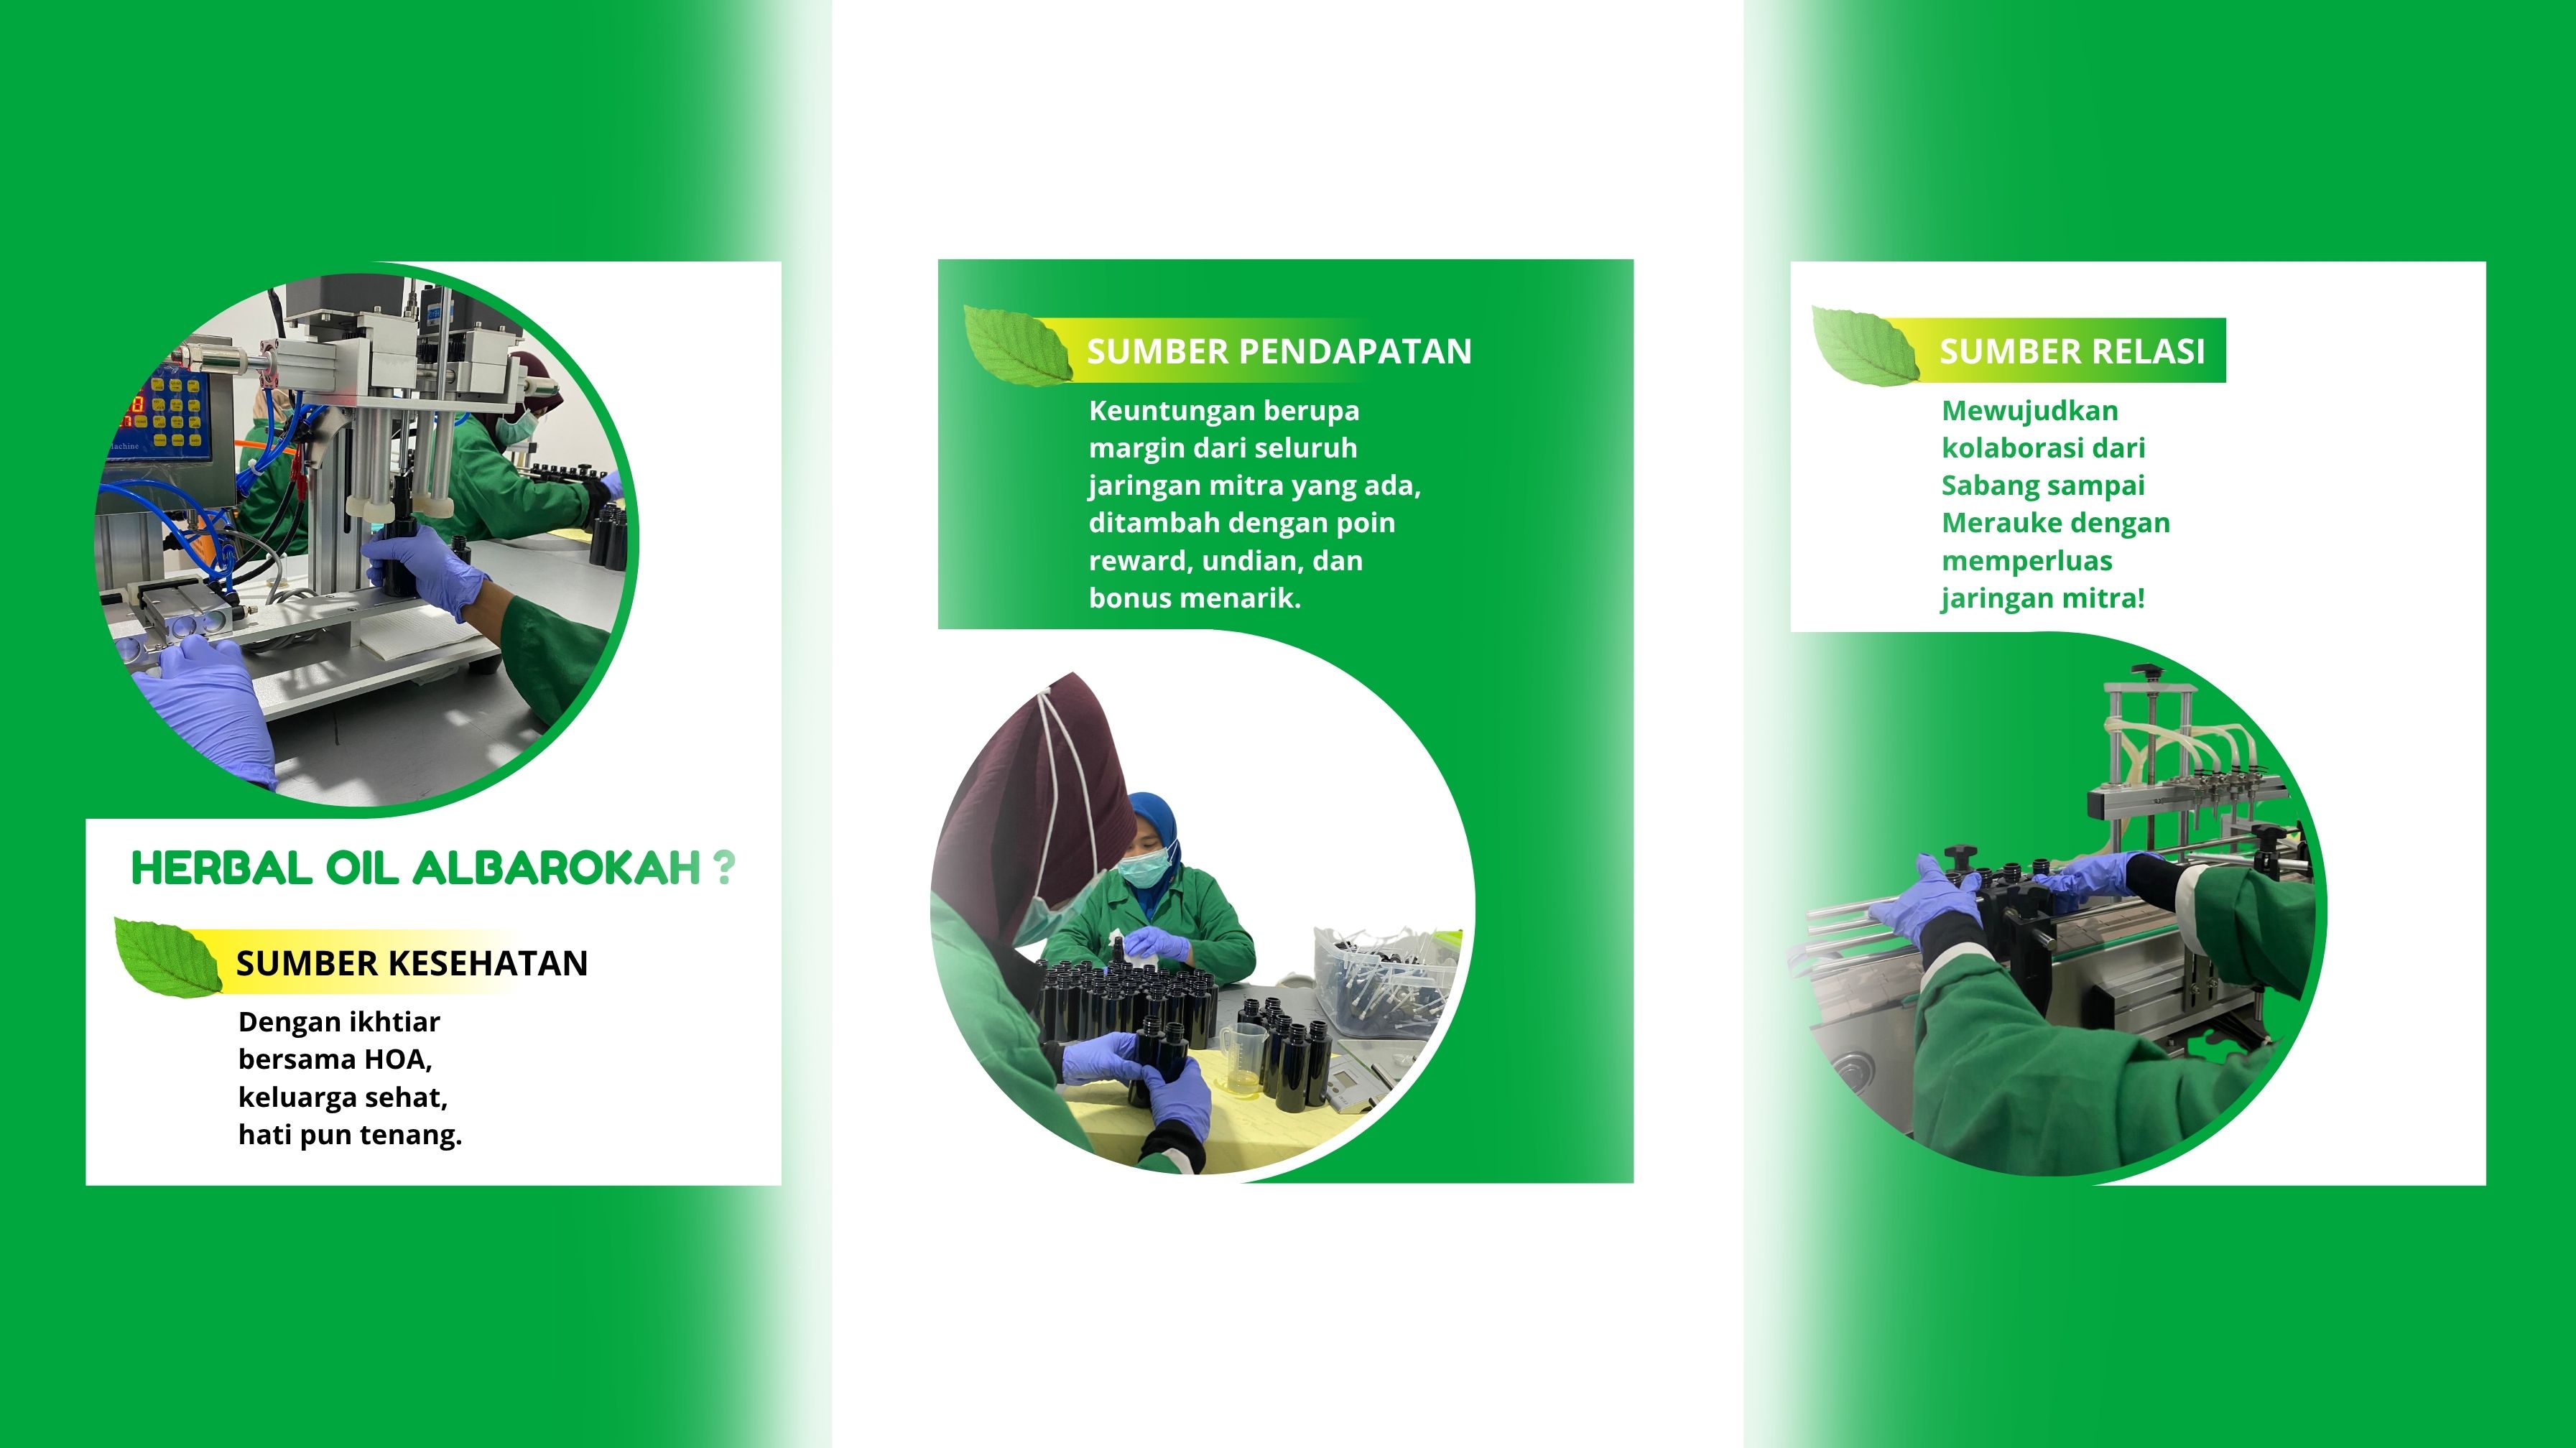 HERBAL OIL ALBAROKAH ?
SUMBER KESEHATAN
Dengan ikhtiar
bersama HOA,
keluarga sehat,
hati pun tenang.
SUMBER PENDAPATAN
Keuntungan berupa
margin dari seluruh
jaringan mitra yang ada,
ditambah dengan poin
reward, undian, dan
bonus menarik.
SUMBER RELASI
Mewujudkan
kolaborasi dari
Sabang sampai
Merauke dengan
memperluas
jaringan mitra!